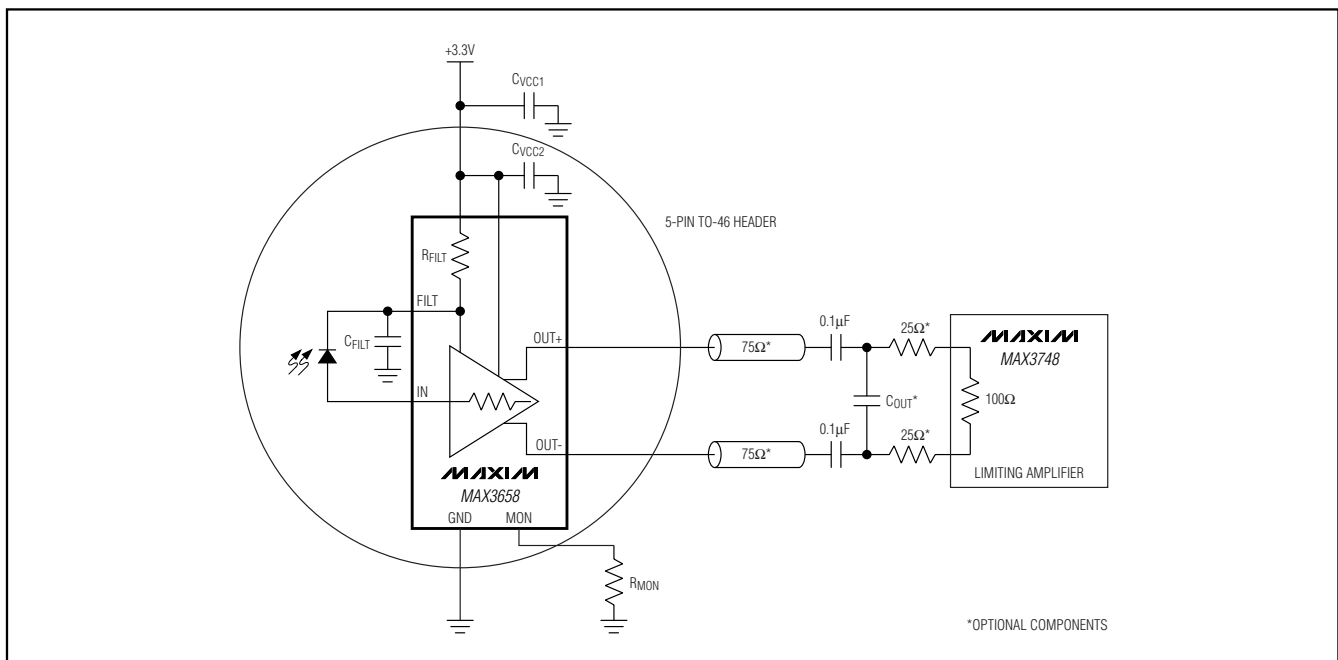 +3.3V
CVCC1
CVCC2
5-PIN TO-46 HEADER
RFILT
FILT
CFILT
OUT+
IN
OUT-
MAXIM
MAX3658
GND MON
RMON
75Ω*
0.1μF
25Ω*
COUT*
75Ω*
0.1μF
25Ω*
MAXIM
MAX3748
100Ω
LIMITING AMPLIFIER
*OPTIONAL COMPONENTS